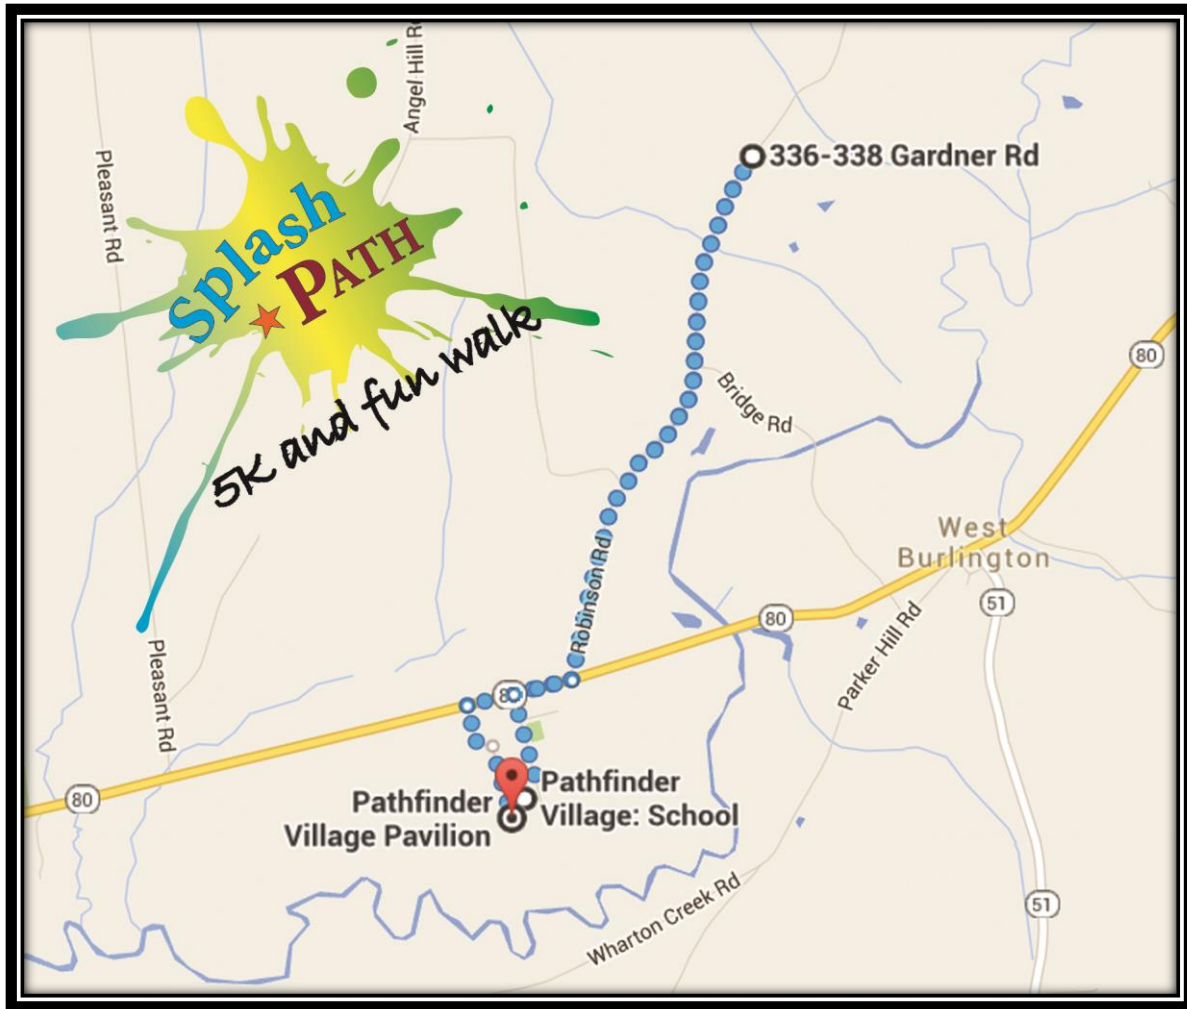 Angel Hill R
336-338 Gardner Rd
Pleasant Rd
Splash
PATH
5K and fun walk
80
Bridge Rd
West
Burlington
51
Robinson Rd
80
Parker Hill Rd
Pleasant Rd
80
80
Pathfinder
Village: School
Pathfinder
Village Pavilion
Wharton Creek Rd
51